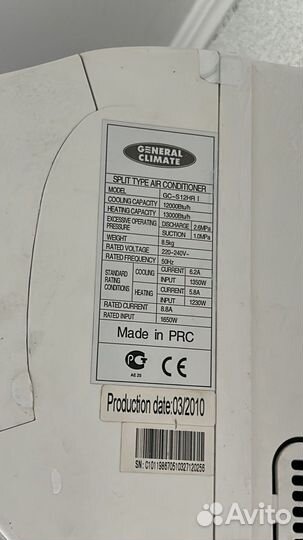 GENERAL
CLIMATE
SPLIT TYPE AIR CONDITIONER
MODEL GC-S12HR I
COOLING CAPACITY 12000Btu/h
HEATING CAPACITY 13000Btu/h
EXCESSIVE OPERATING PRESSURE DISCHARGE 2.6MPa
SUCTION 1.0MPa
WEIGHT 8.5kg
RATED VOLTAGE 220-240V~
RATED FREQUENCY 50Hz
STANDARD RATING CONDITIONS COOLING CURRENT 6.2A
INPUT 1350W
HEATING CURRENT 5.8A
INPUT 1230W
RATED CURRENT 8.8A
RATED INPUT 1650W
Made in PRC
АЕ 25
Production date:03/2010
SN: C101198670510327120256
Avito